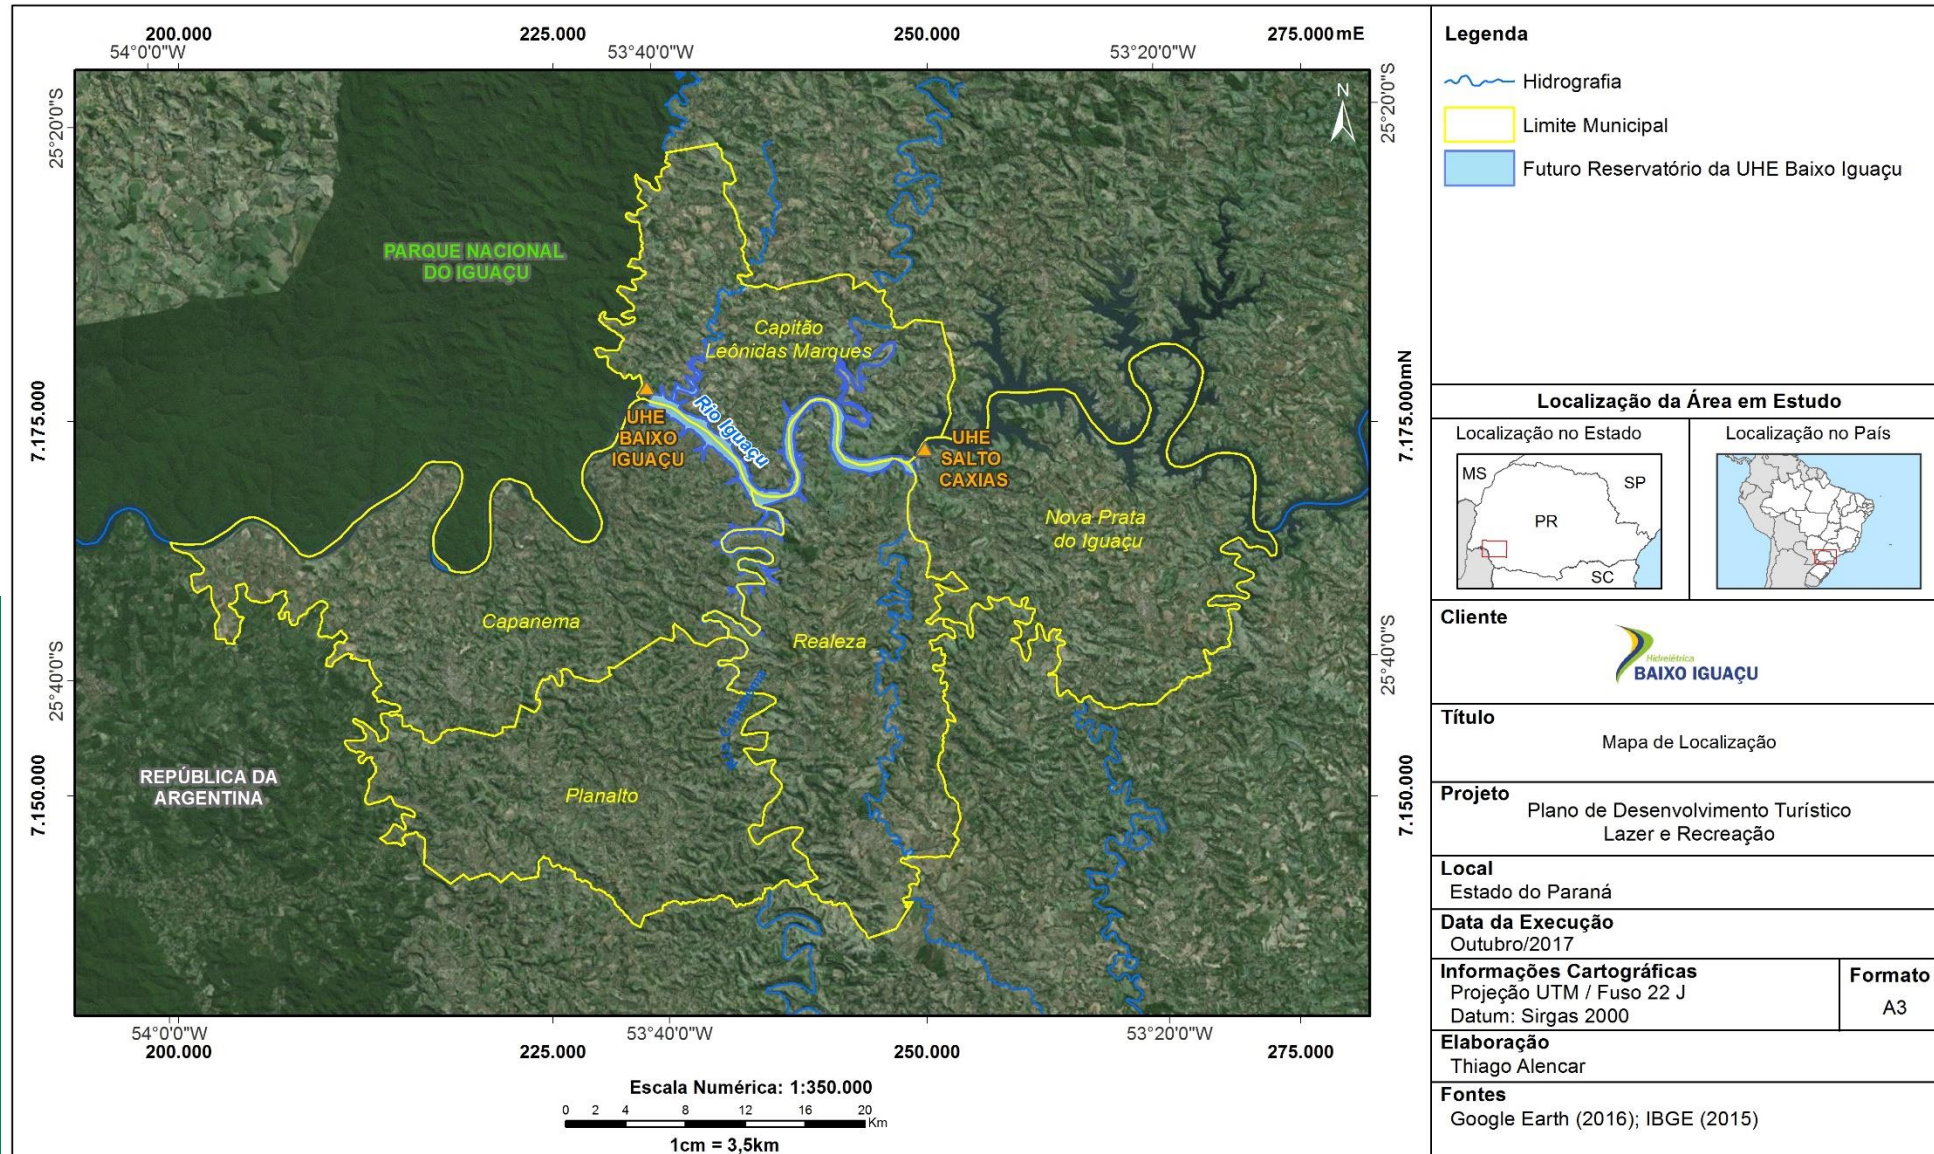 200.000
225.000
250.000
275.000 mE
54°0'0"W
53°40'0"W
53°20'0"W
25°20'0"S
25°20'0"S
N
PARQUE NACIONAL
DO IGUAÇU
Capitão
Leônidas Marques
7.175.000
7.175.000mN
UHE
BAIXO
IGUAÇU
Rio Iguaçu
UHE
SALTO
CAXIAS
Nova Prata
do Iguaçu
Capanema
Realeza
25°40'0"S
25°40'0"S
Rio Capanema
REPÚBLICA DA
ARGENTINA
Planalto
7.150.000
7.150.000
54°0'0"W
53°40'0"W
53°20'0"W
200.000
225.000
250.000
275.000
Escala Numérica: 1:350.000
0 2 4 8 12 16 20
Km
1cm = 3,5km
Legenda
Hidrografia
Limite Municipal
Futuro Reservatório da UHE Baixo Iguaçu
Localização da Área em Estudo
Localização no Estado
Localização no País
MS
SP
PR
SC
Cliente
Hidrelétrica
BAIXO IGUAÇU
Título
Mapa de Localização
Projeto
Plano de Desenvolvimento Turístico
Lazer e Recreação
Local
Estado do Paraná
Data da Execução
Outubro/2017
Informações Cartográficas
Projeção UTM / Fuso 22 J
Datum: Sirgas 2000
Formato
A3
Elaboração
Thiago Alencar
Fontes
Google Earth (2016); IBGE (2015)